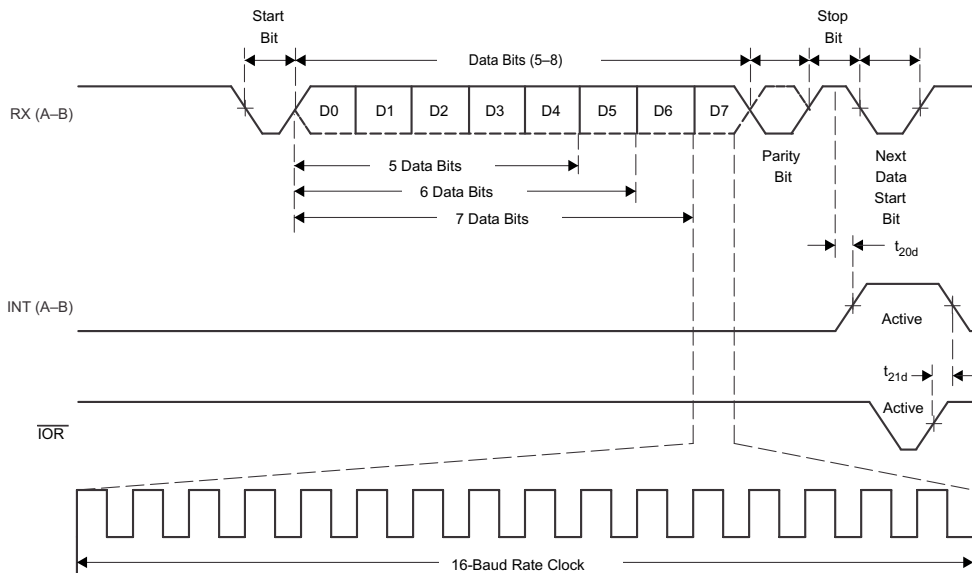 Start
Bit
Stop
Bit
Data Bits (5–8)
RX (A–B)
D0 D1 D2 D3 D4 D5 D6 D7
5 Data Bits
6 Data Bits
7 Data Bits
Parity
Bit
Next
Data
Start
Bit
t20d
INT (A–B)
Active
t21d
Active
IOR
16-Baud Rate Clock